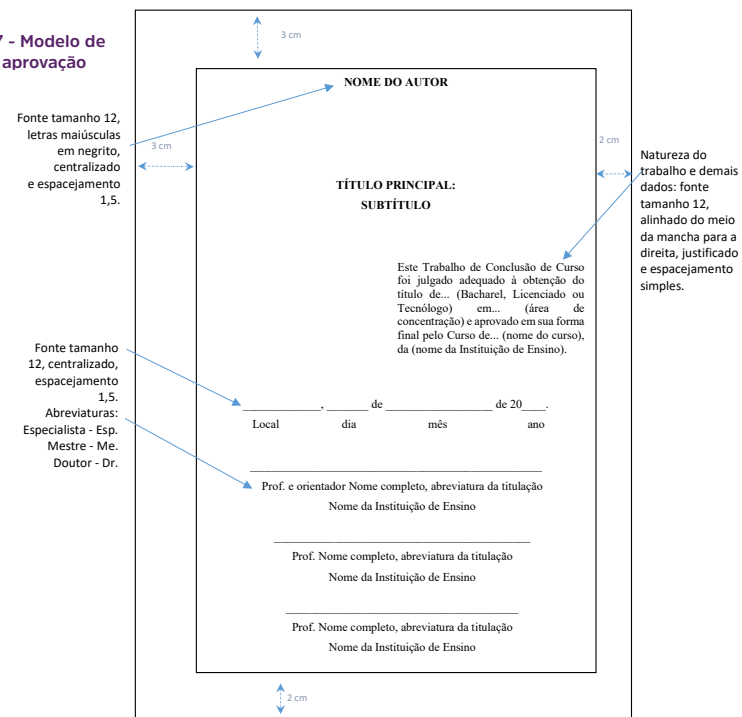 7 - Modelo de
aprovação
3 cm
NOME DO AUTOR
Fonte tamanho 12,
letras maiúsculas
em negrito,
centralizado
e espacejamento
1,5.
3 cm
2 cm
TÍTULO PRINCIPAL:
SUBTÍTULO
Natureza do
trabalho e demais
dados: fonte
tamanho 12,
alinhado do meio
da mancha para a
direita, justificado
e espacejamento
simples.
Este Trabalho de Conclusão de Curso
foi julgado adequado à obtenção do
título de... (Bacharel, Licenciado ou
Tecnólogo) em... (área de
concentração) e aprovado em sua forma
final pelo Curso de... (nome do curso),
da (nome da Instituição de Ensino).
Fonte tamanho
12, centralizado,
espacejamento
1,5.
Abreviaturas:
Especialista - Esp.
Mestre - Me.
Doutor - Dr.
_____________, _______ de __________________ de 20____.
Local dia mês ano
Prof. e orientador Nome completo, abreviatura da titulação
Nome da Instituição de Ensino
Prof. Nome completo, abreviatura da titulação
Nome da Instituição de Ensino
Prof. Nome completo, abreviatura da titulação
Nome da Instituição de Ensino
2 cm